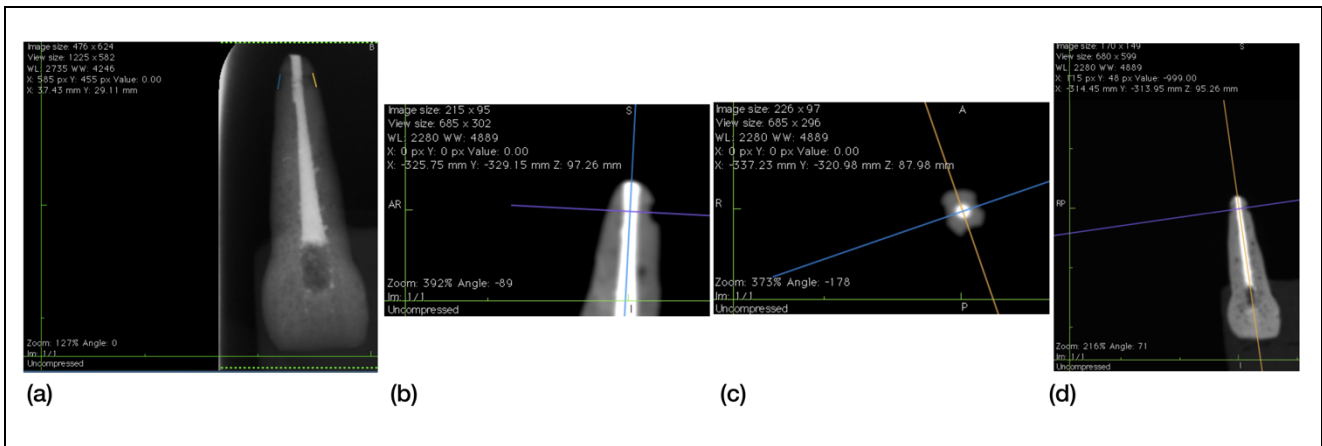 Image size: 476 x 624
View size: 1225 x 582
WL: 2735 WW: 4246
X: 585 px Y: 455 px Value: 0.00
X: 37.43 mm Y: 29.11 mm
B
Zoom: 127% Angle: 0
Im: 1/1
Uncompressed
(a)
Image size: 215 x 95
View size: 685 x 302
WL: 2280 WW: 4889
X: 0 px Y: 0 px Value: 0.00
X: -325.75 mm Y: -329.15 mm Z: 97.26 mm
S
AR
Zoom: 392% Angle: -89
Im: 1/1
Uncompressed
I
(b)
Image size: 226 x 97
View size: 685 x 296
WL: 2280 WW: 4889
X: 0 px Y: 0 px Value: 0.00
X: -337.23 mm Y: -320.98 mm Z: 87.98 mm
A
R
Zoom: 373% Angle: -178
Im: 1/1
Uncompressed
P
(c)
Image size: 170 x 149
View size: 680 x 599
WL: 2280 WW: 4889
X: 115 px Y: 48 px Value: -999.00
X: -314.45 mm Y: -313.95 mm Z: 95.26 mm
S
RP
Zoom: 216% Angle: 71
Im: 1/1
Uncompressed
I
(d)